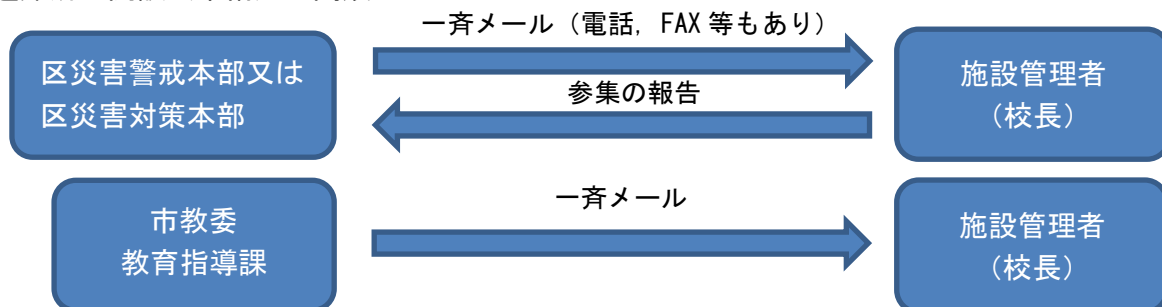 一斉メール（電話，FAX 等もあり）
区災害警戒本部又は
区災害対策本部
施設管理者
（校長）
参集の報告
市教委
教育指導課
一斉メール
施設管理者
（校長）